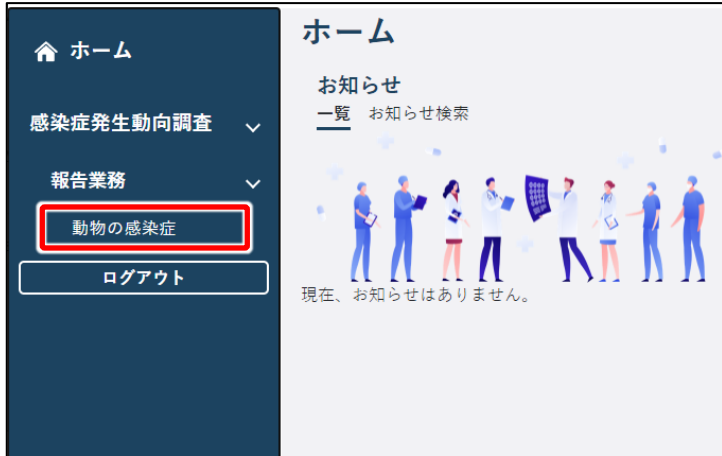 ホーム
感染症発生動向調査
報告業務
動物の感染症
ログアウト
ホーム
お知らせ
一覧 お知らせ検索
現在、お知らせはありません。